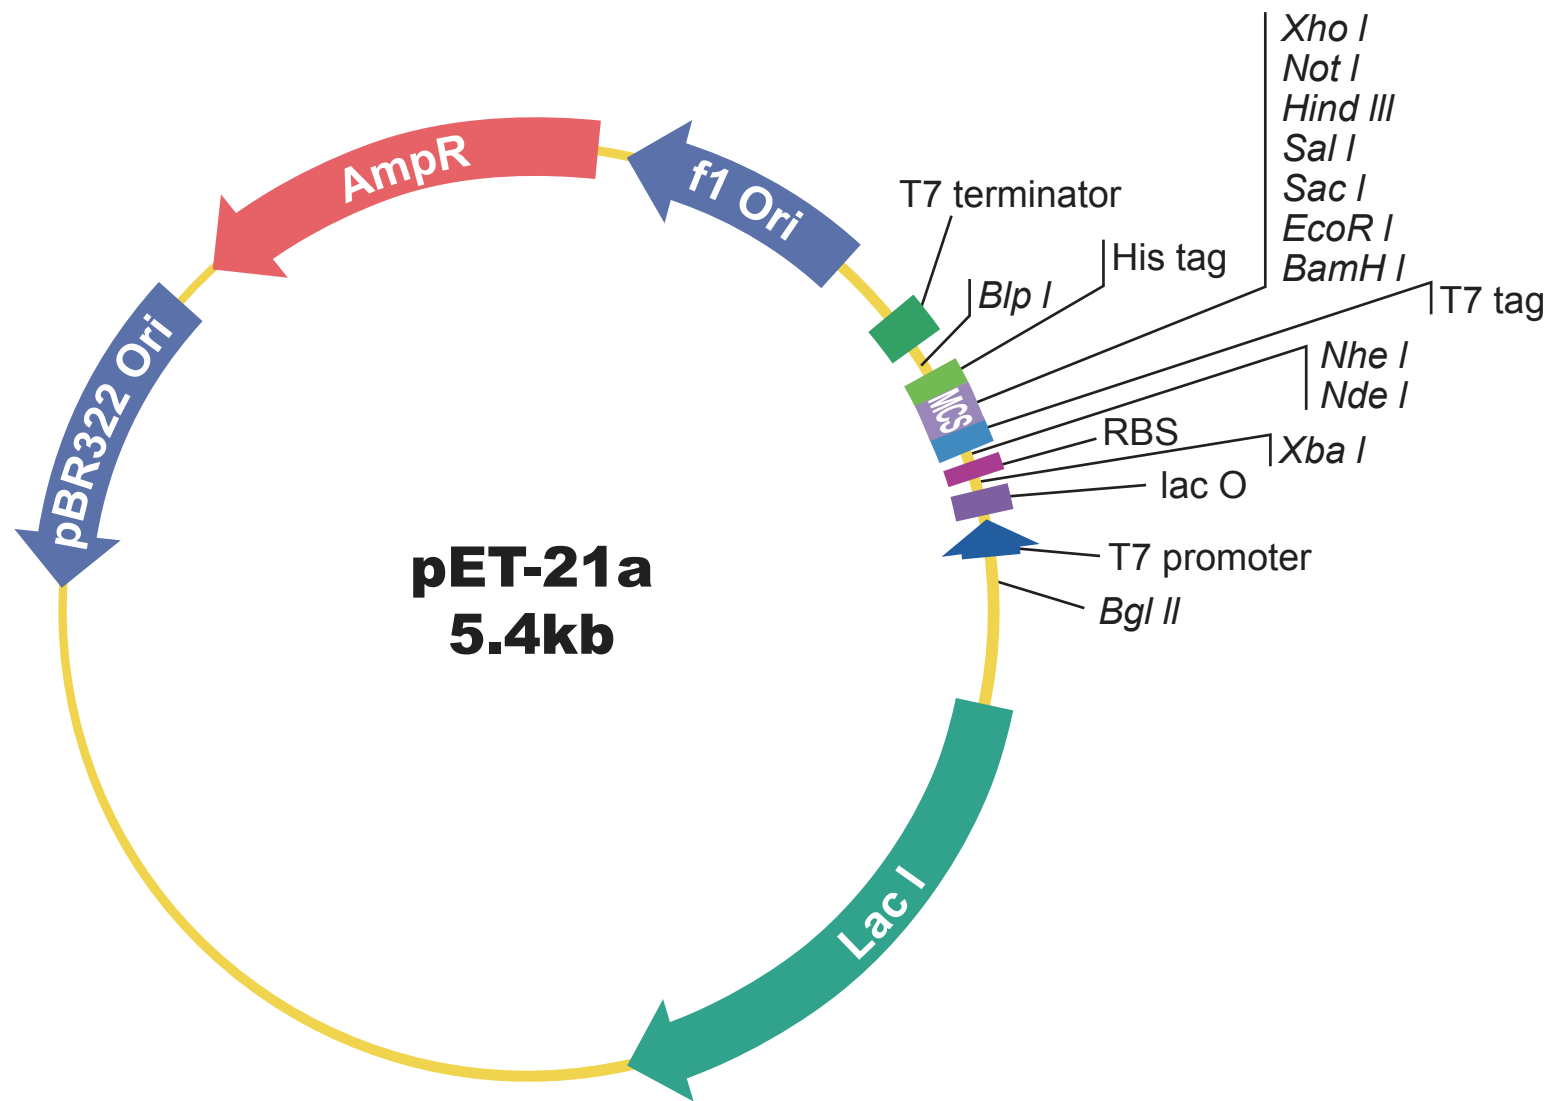 Xho I
Not I
Hind III
Sal I
Sac I
EcoR I
BamH I
AmpR
f1 Ori
T7 terminator
His tag
Blp I
T7 tag
Nhe I
Nde I
MCS
RBS
Xba I
lac O
pBR322 Ori
T7 promoter
Bgl II
pET-21a
5.4kb
Lac I